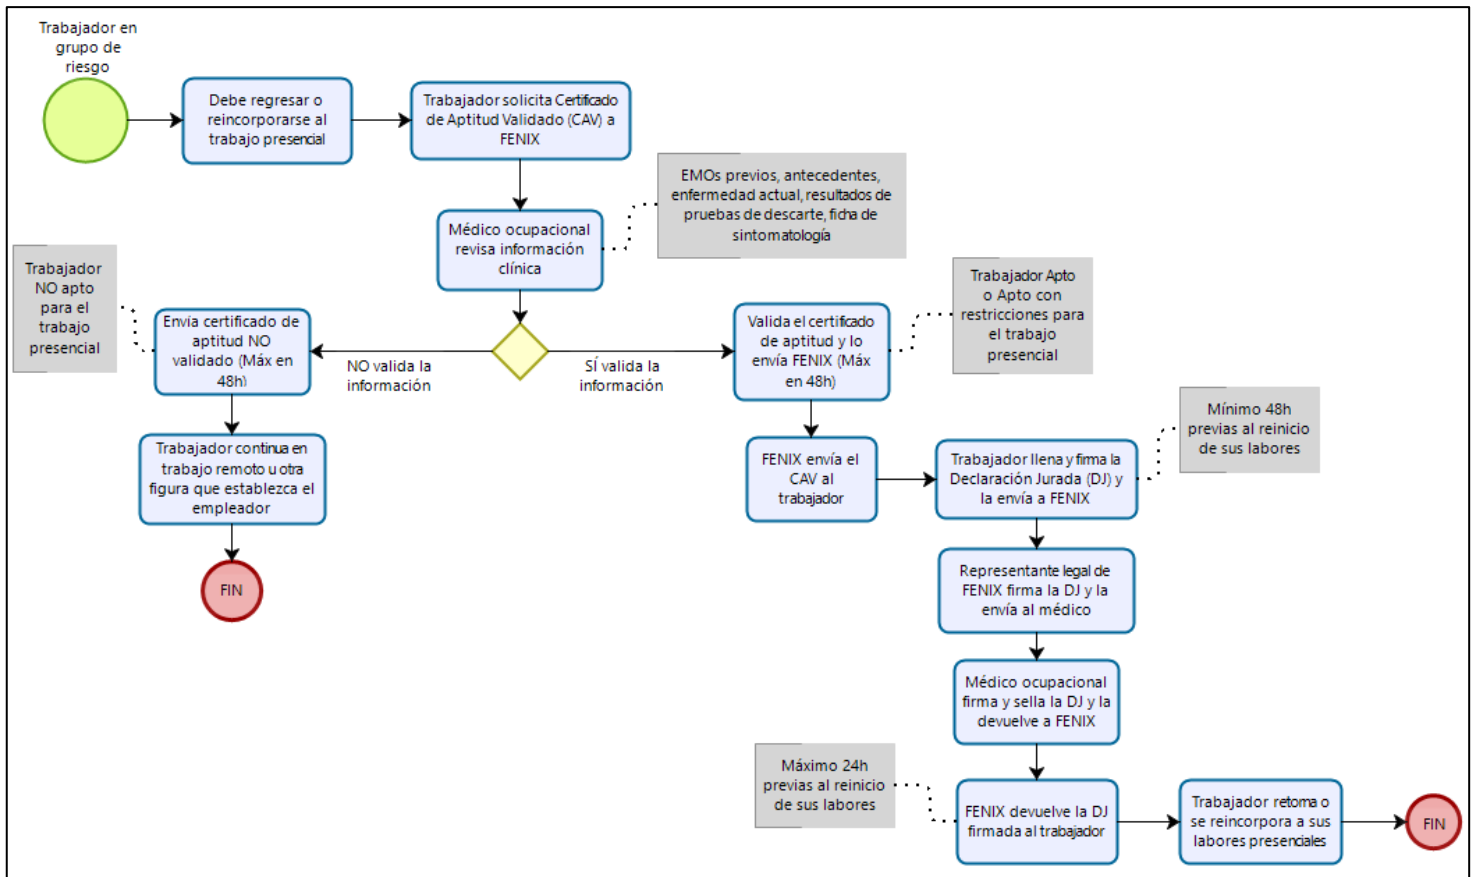 Trabajador en
grupo de
riesgo
Debe regresar o
reincorporarse al
trabajo presencial
Trabajador solicita Certificado
de Aptitud Validado (CAV) a
FENIX
EMOs previos, antecedentes,
enfermedad actual, resultados de
pruebas de descarte, ficha de
sintomatología
Médico ocupacional
revisa información
clínica
Trabajador
NO apto
para el
trabajo
presencial
Envía certificado de
aptitud NO
validado (Máx en
48h)
NO valida la
información
SÍ valida la
información
Valida el certificado
de aptitud y lo
envía FENIX (Máx
en 48h)
Trabajador Apto
o Apto con
restricciones para
el trabajo
presencial
Trabajador continua en
trabajo remoto u otra
figura que establezca el
empleador
FIN
FENIX envía el
CAV al
trabajador
Trabajador llena y firma la
Declaración Jurada (DJ) y
la envía a FENIX
Mínimo 48h
previas al reinicio
de sus labores
Representante legal de
FENIX firma la DJ y la
envía al médico
Médico ocupacional
firma y sella la DJ y la
devuelve a FENIX
Máximo 24h
previas al reinicio
de sus labores
FENIX devuelve la DJ
firmada al trabajador
Trabajador retoma o
se reincorpora a sus
labores presenciales
FIN